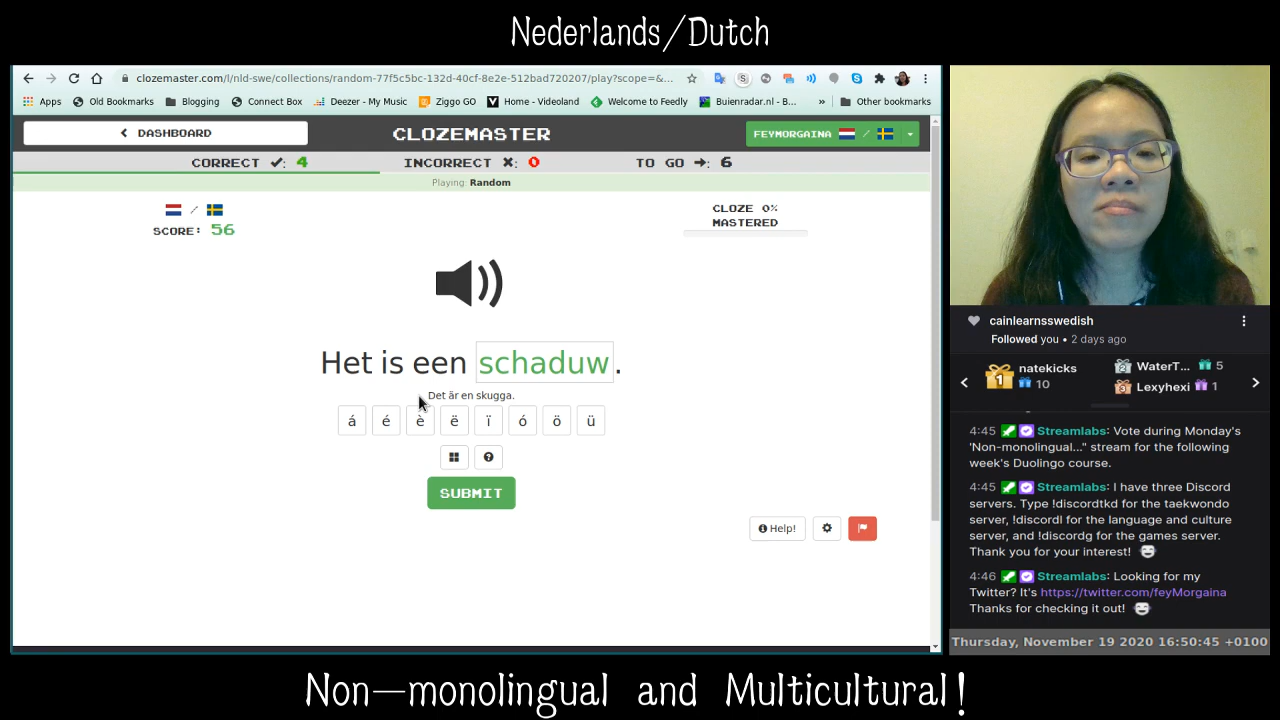 Nederlands/Dutch
clozemaster.com/l/nld-swe/collections/random-77f5c5bc-132d-40cf-8e2e-512bad720207/play?scope=&...
Apps Old Bookmarks Blogging Connect Box Deezer - My Music Ziggo GO Home - Videoland Welcome to Feedly Buienradar.nl - B... » Other bookmarks
DASHBOARD CLOZEMASTER FEYMORGAINA /
CORRECT ✔: 4 INCORRECT ✖: 0 TO GO →: 6
Playing: Random
/
SCORE: 56
CLOZE 0%
MASTERED
Het is een schaduw.
Det är en skugga.
á é è ë ï ó ö ü
SUBMIT
Help!
cainlearnsswedish
Followed you • 2 days ago
1 natekicks
10
2 WaterT... 5
3 Lexyhexi 1
4:45 Streamlabs: Vote during Monday's
'Non-monolingual..." stream for the following
week's Duolingo course.
4:45 Streamlabs: I have three Discord
servers. Type !discordtkd for the taekwondo
server, !discordl for the language and culture
server, and !discordg for the games server.
Thank you for your interest!
4:46 Streamlabs: Looking for my
Twitter? It's https://twitter.com/feyMorgaina
Thanks for checking it out!
Thursday, November 19 2020 16:50:45 +0100
Non-monolingual and Multicultural!